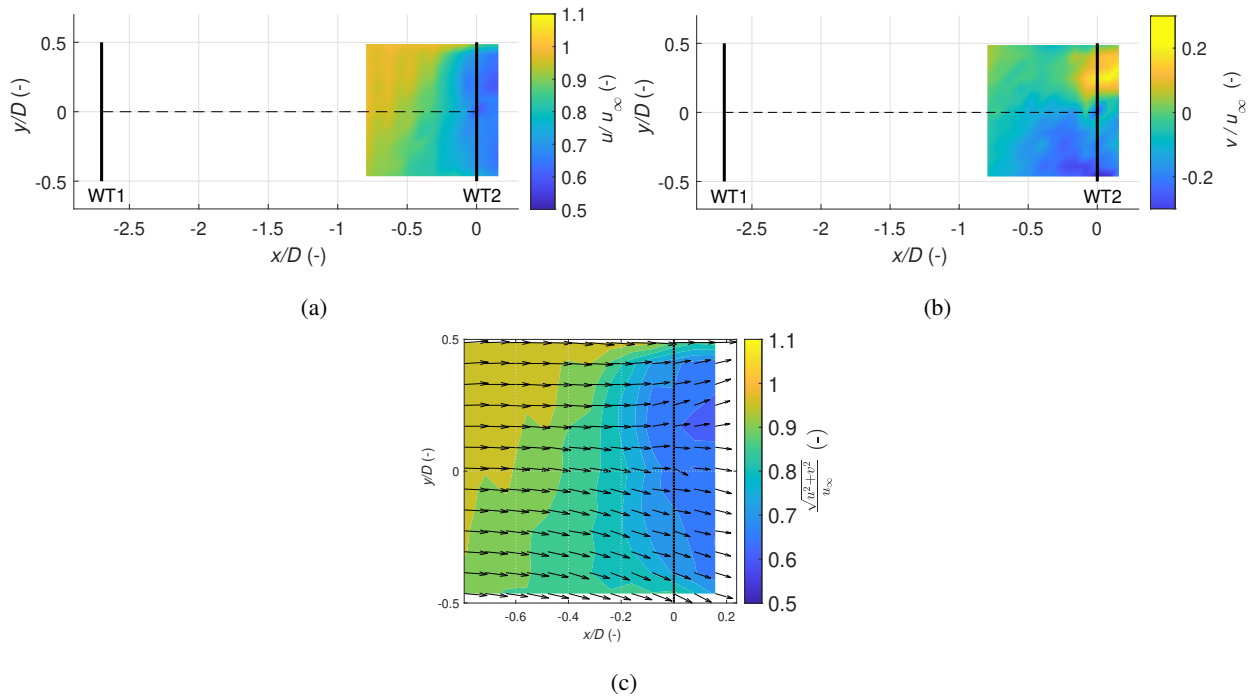 0.5
0
-0.5
y/D (-)
WT1
WT2
-2.5 -2 -1.5 -1 -0.5 0
x/D (-)
1.1
1
0.9
0.8
0.7
0.6
0.5
u/ u∞ (-)
(a)
0.5
0
-0.5
y/D (-)
WT1
WT2
-2.5 -2 -1.5 -1 -0.5 0
x/D (-)
0.2
0
-0.2
v / u∞ (-)
(b)
0.5
0
-0.5
y/D (-)
-0.6 -0.4 -0.2 0 0.2
x/D (-)
1.1
1
0.9
0.8
0.7
0.6
0.5
√(u²+v²)/u∞ (-)
(c)